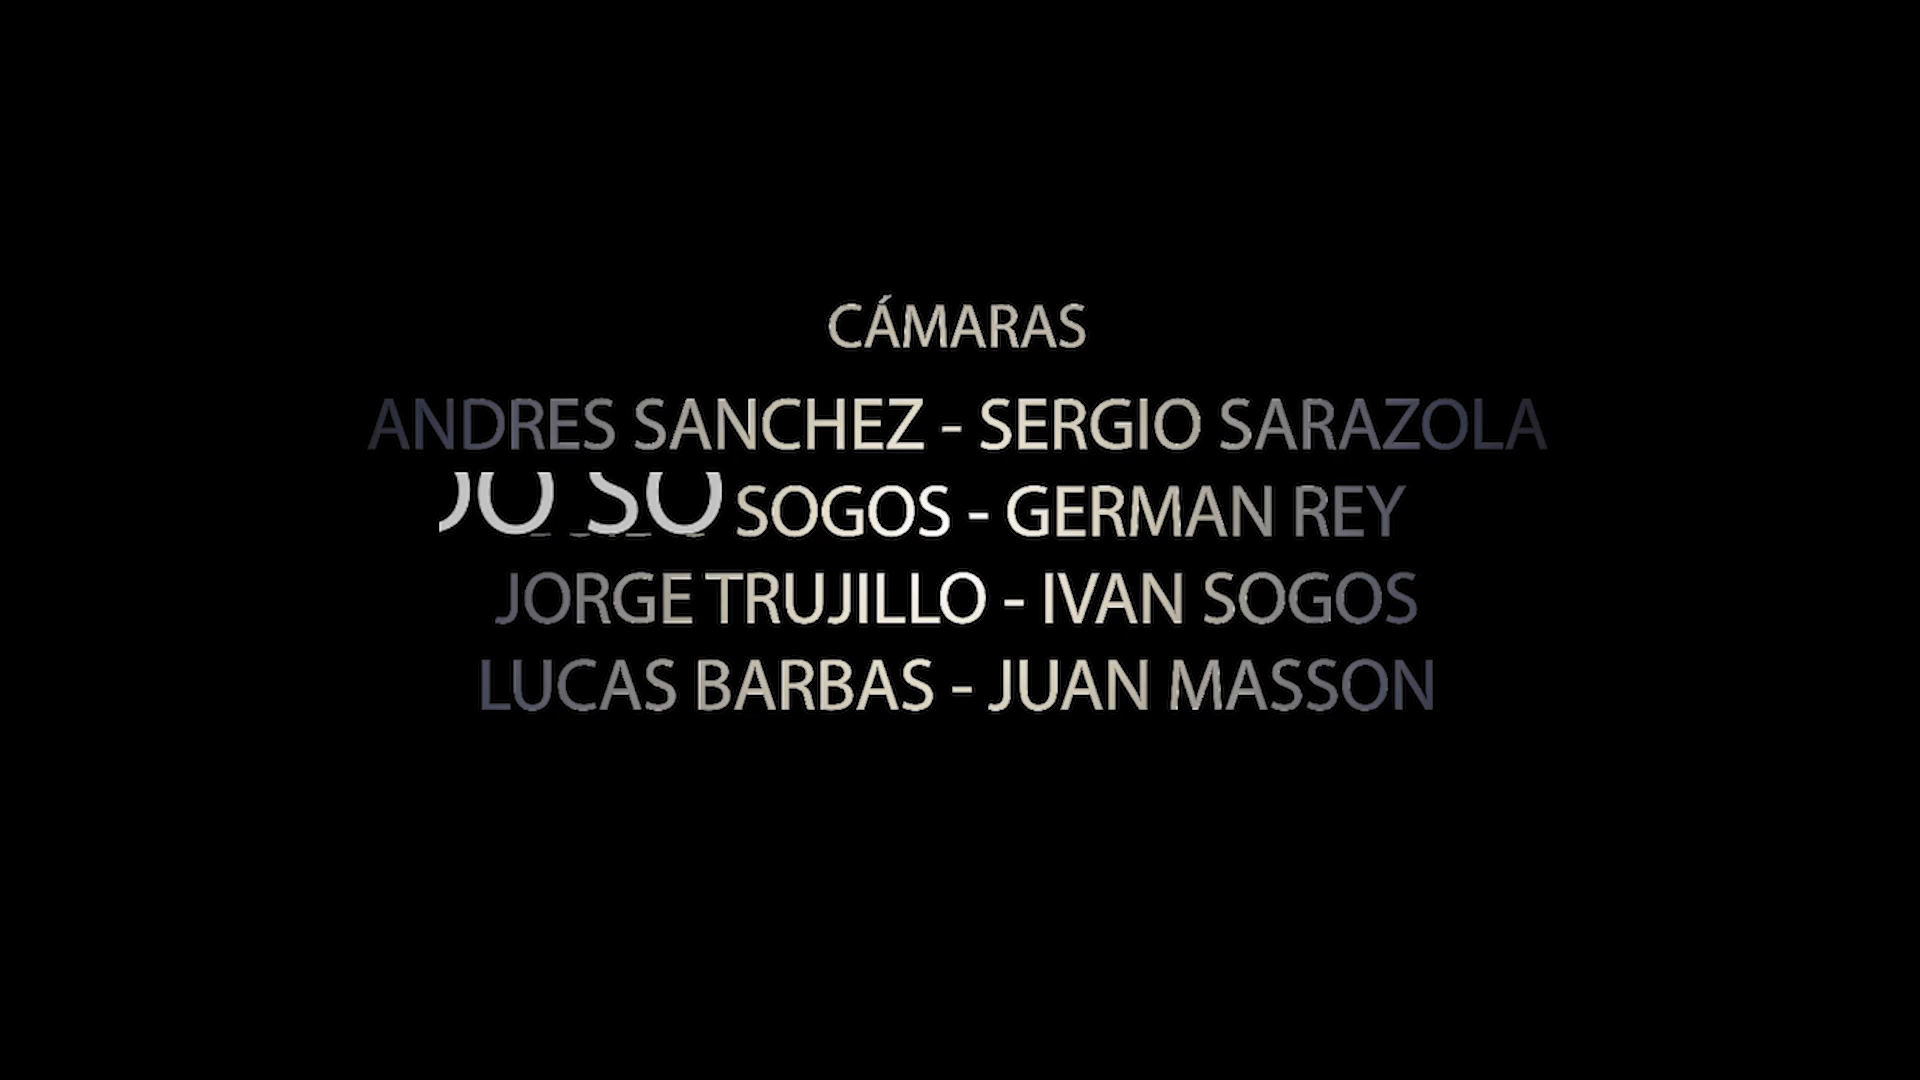 CÁMARAS
ANDRES SANCHEZ - SERGIO SARAZOLA
SOGOS - GERMAN REY
JORGE TRUJILLO - IVAN SOGOS
LUCAS BARBAS - JUAN MASSON